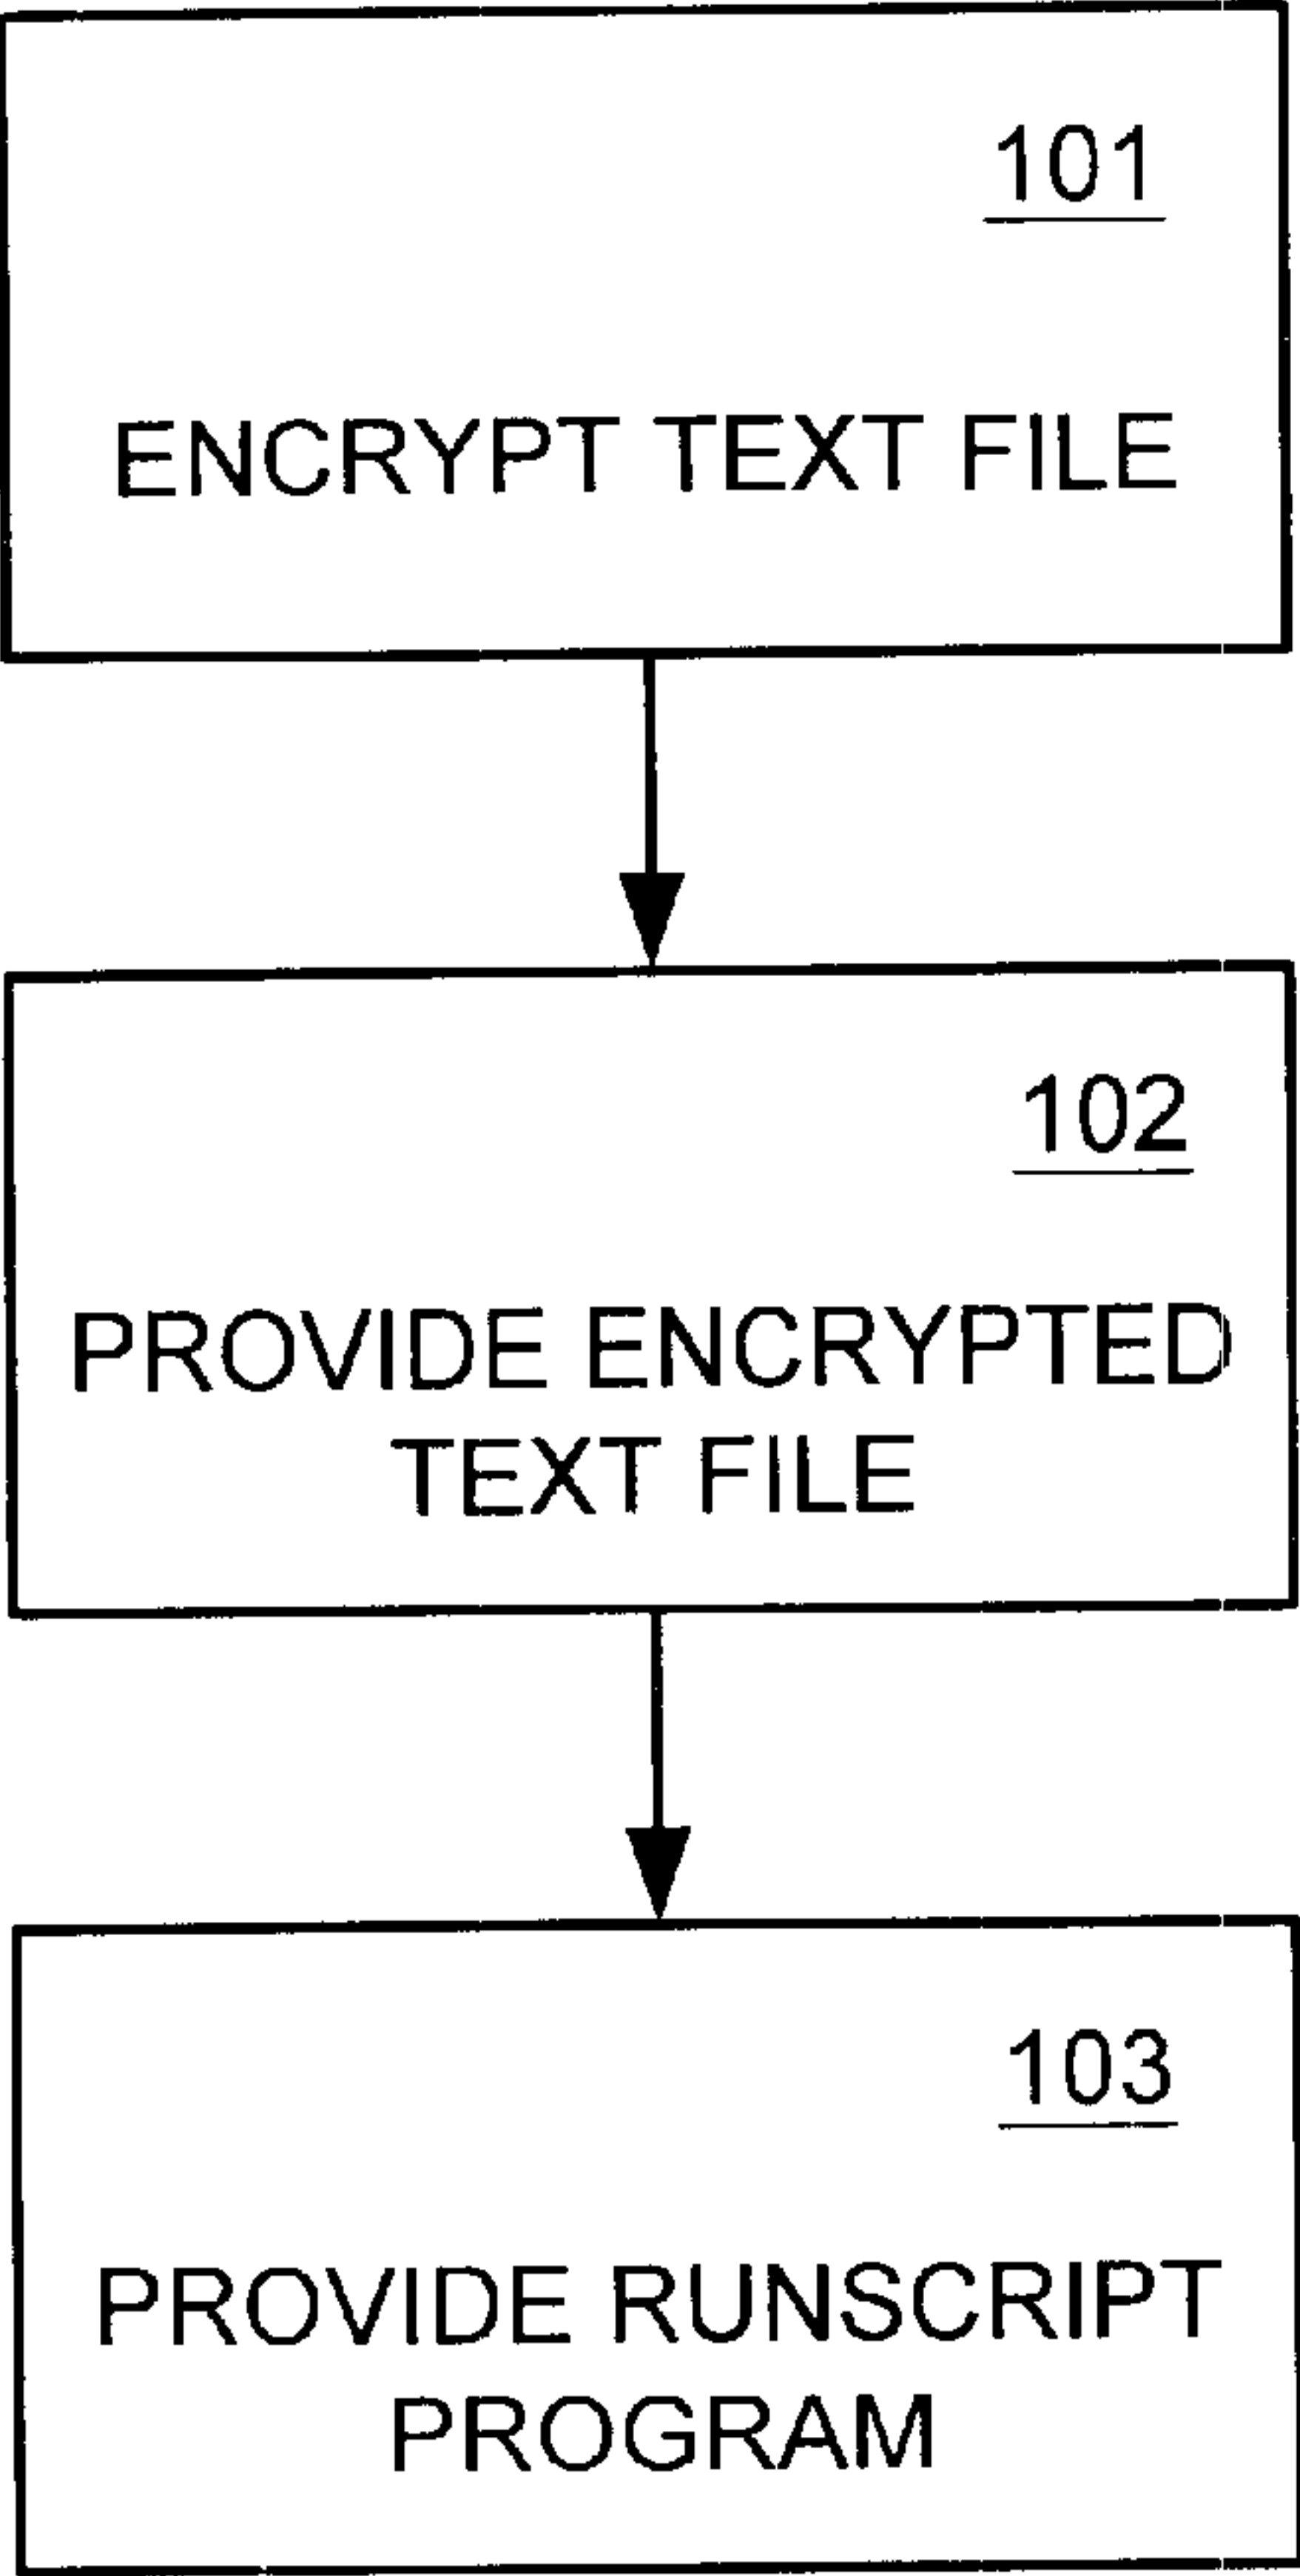 101
ENCRYPT TEXT FILE
102
PROVIDE ENCRYPTED
TEXT FILE
103
PROVIDE RUNSCRIPT
PROGRAM